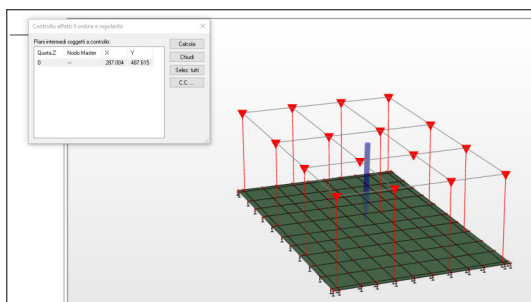 Controllo effetti II ordine e regolarità
Piani intermedi soggetti a controllo
Quota Z Nodo Master X Y
0 --- 287.004 487.615
Calcola
Chiudi
Selez. tutti
C.C. ...